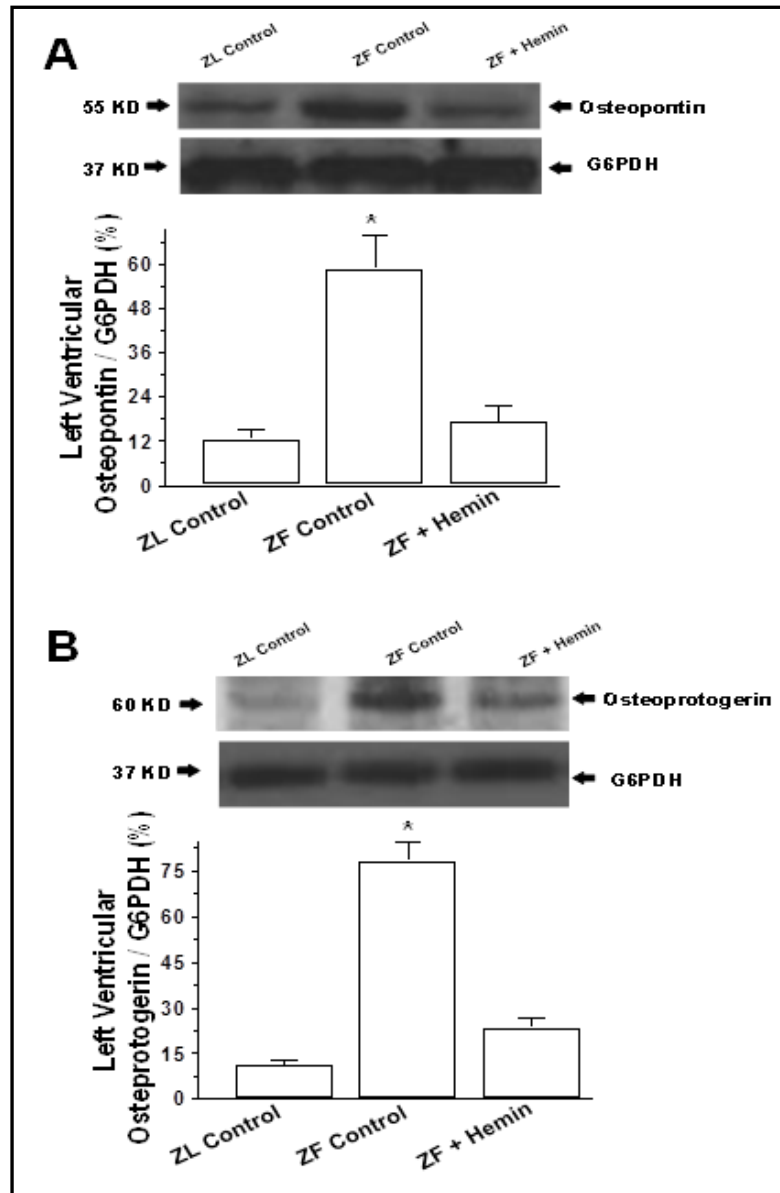 A
ZL Control ZF Control ZF + Hemin
55 KD Osteopontin
37 KD G6PDH
*
Left Ventricular
Osteopontin / G6PDH (%)
60
48
36
24
12
0
ZL Control ZF Control ZF + Hemin
B
ZL Control ZF Control ZF + Hemin
60 KD Osteoprotogerin
37 KD G6PDH
*
Left Ventricular
Osteprotogerin / G6PDH (%)
75
60
45
30
15
0
ZL Control ZF Control ZF + Hemin